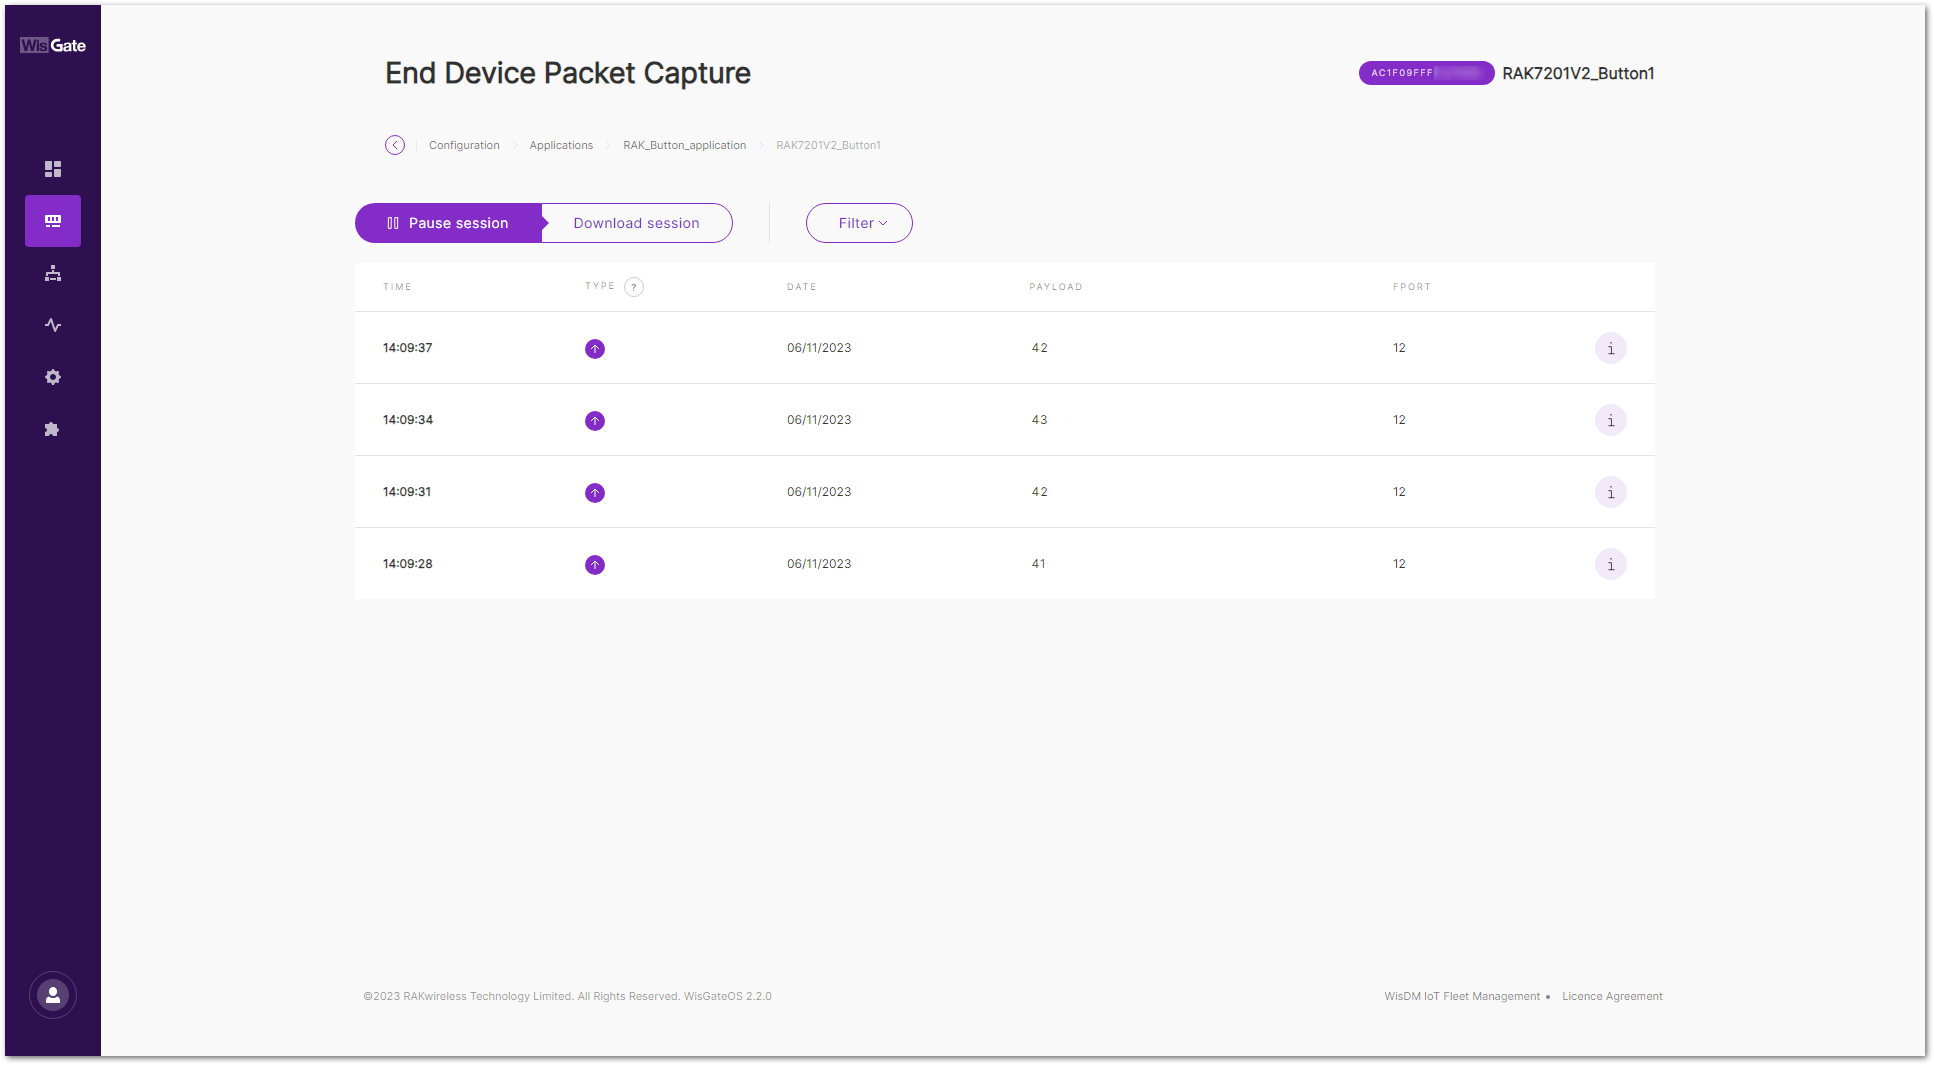 WisGate
End Device Packet Capture
AC1F09FFF
RAK7201V2_Button1
Configuration Applications RAK_Button_application RAK7201V2_Button1
Pause session Download session Filter
TIME TYPE ? DATE PAYLOAD FPORT
14:09:37 06/11/2023 42 12 i
14:09:34 06/11/2023 43 12 i
14:09:31 06/11/2023 42 12 i
14:09:28 06/11/2023 41 12 i
©2023 RAKwireless Technology Limited. All Rights Reserved. WisGateOS 2.2.0
WisDM IoT Fleet Management • Licence Agreement